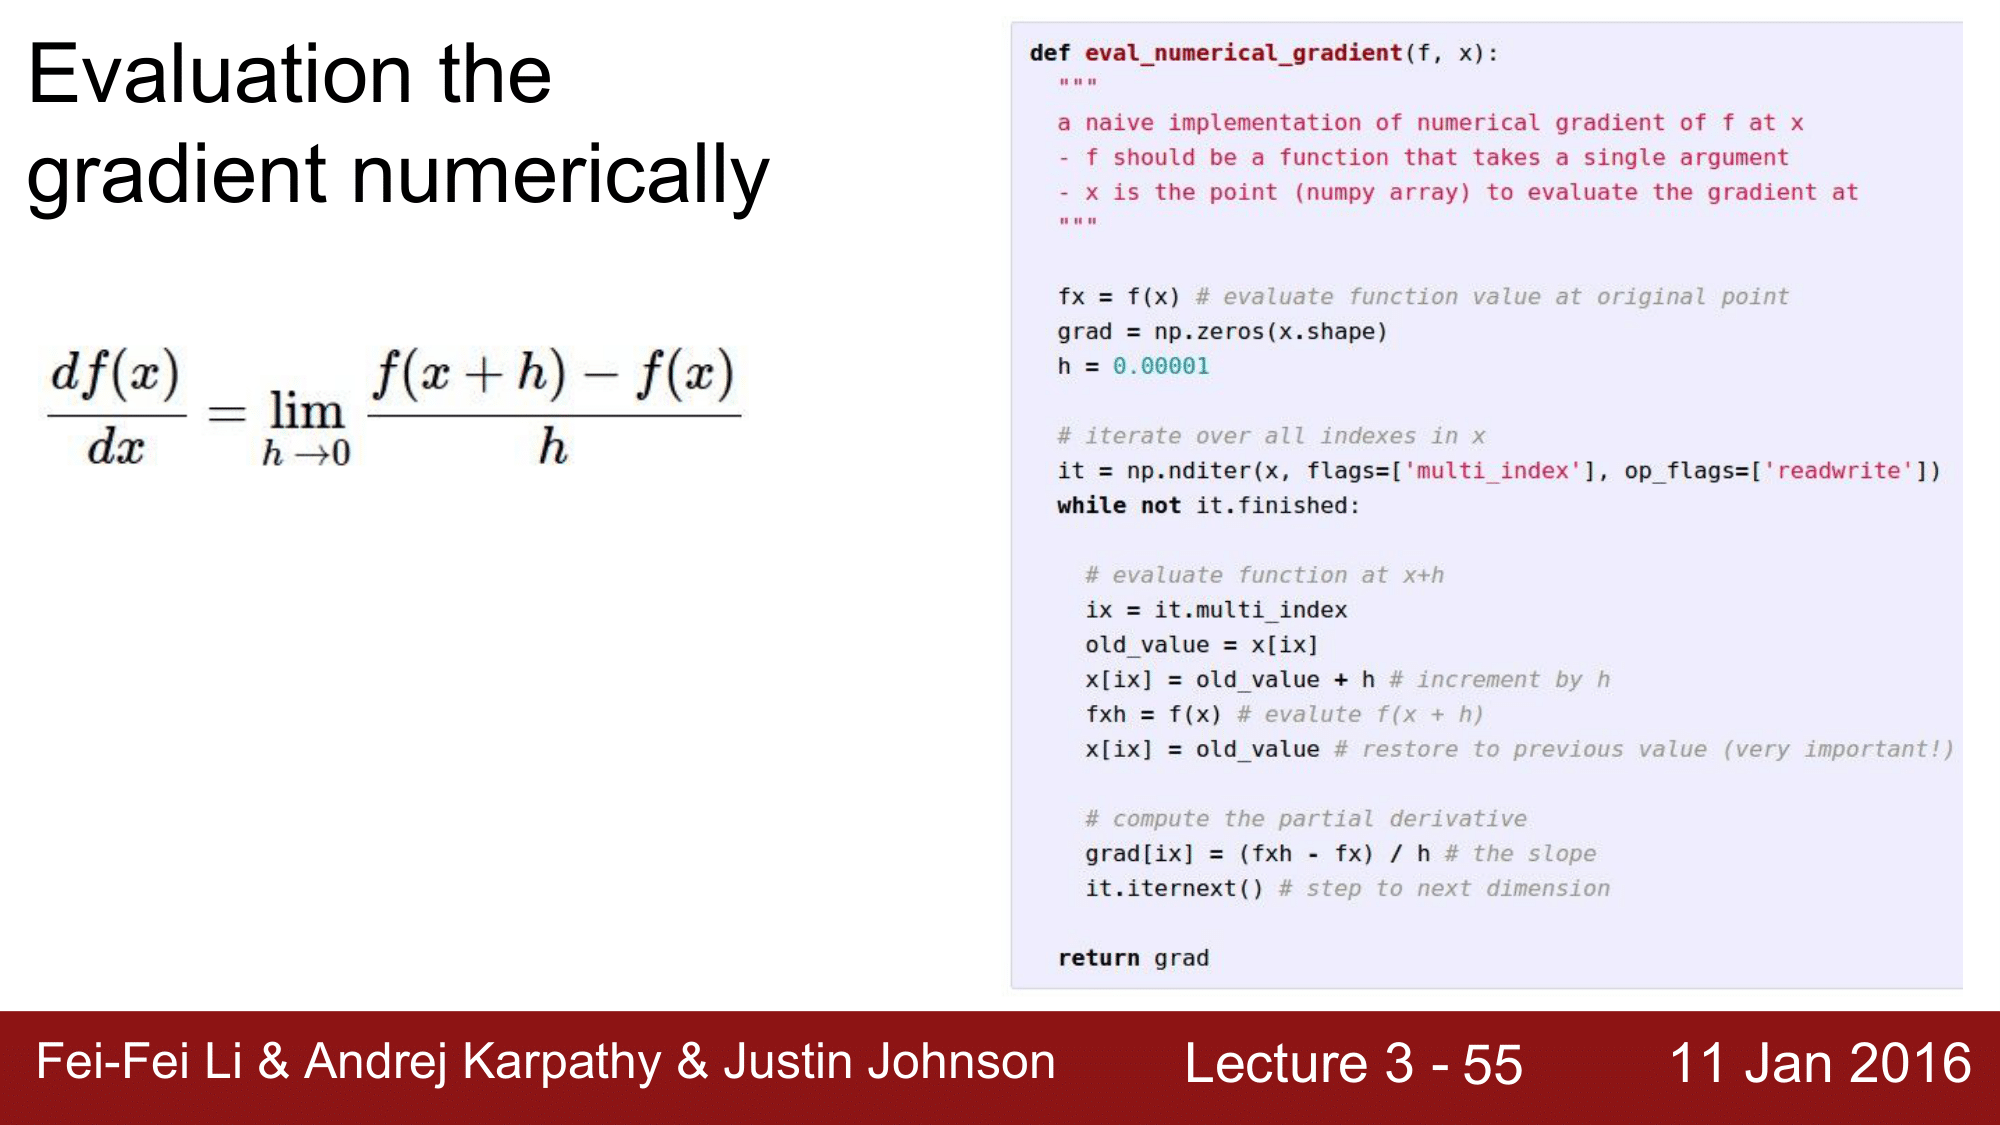 Evaluation the
gradient numerically
df(x)/dx = lim h→0 f(x + h) − f(x)/h
def eval_numerical_gradient(f, x):
"""
a naive implementation of numerical gradient of f at x
- f should be a function that takes a single argument
- x is the point (numpy array) to evaluate the gradient at
"""
fx = f(x) # evaluate function value at original point
grad = np.zeros(x.shape)
h = 0.00001
# iterate over all indexes in x
it = np.nditer(x, flags=['multi_index'], op_flags=['readwrite'])
while not it.finished:
# evaluate function at x+h
ix = it.multi_index
old_value = x[ix]
x[ix] = old_value + h # increment by h
fxh = f(x) # evalute f(x + h)
x[ix] = old_value # restore to previous value (very important!)
# compute the partial derivative
grad[ix] = (fxh - fx) / h # the slope
it.iternext() # step to next dimension
return grad
Fei-Fei Li & Andrej Karpathy & Justin Johnson
Lecture 3 - 55
11 Jan 2016